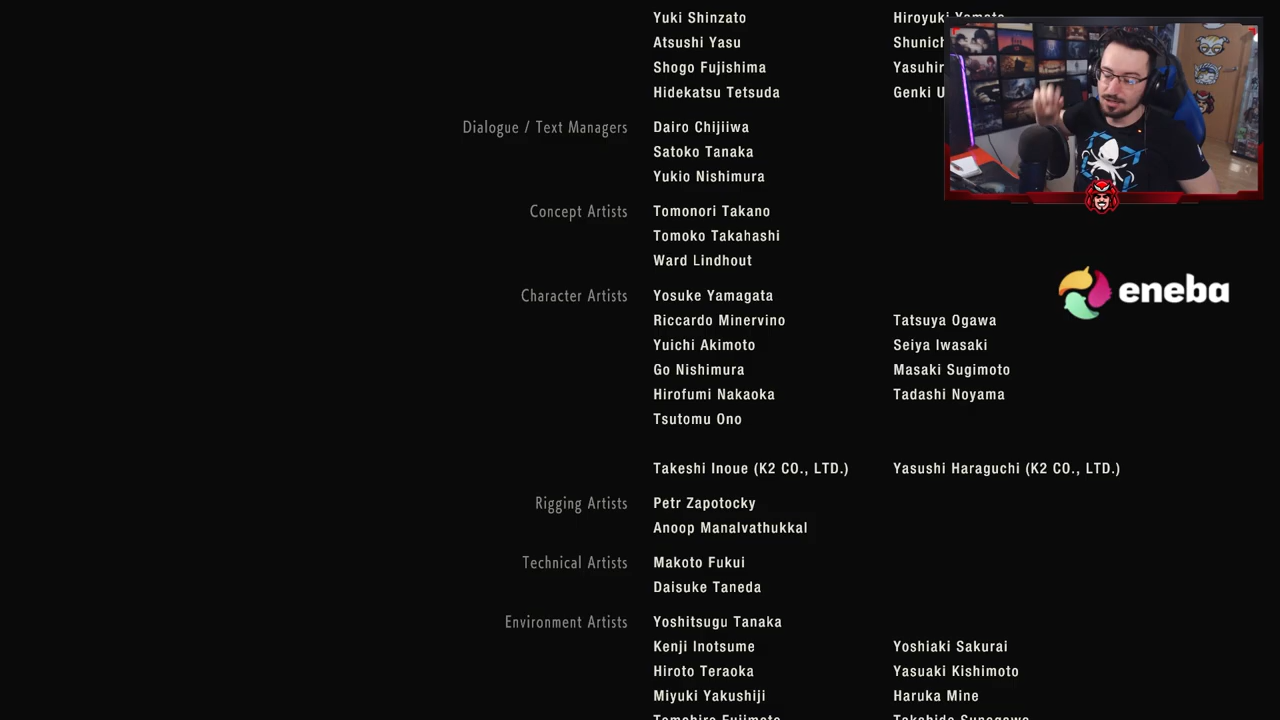 Yuki Shinzato
Atsushi Yasu
Shunich
Shogo Fujishima
Yasuhir
Hidekatsu Tetsuda
Genki U
Dialogue / Text Managers Dairo Chijiiwa
Satoko Tanaka
Yukio Nishimura
Concept Artists Tomonori Takano
Tomoko Takahashi
Ward Lindhout
eneba
Character Artists Yosuke Yamagata
Riccardo Minervino Tatsuya Ogawa
Yuichi Akimoto Seiya Iwasaki
Go Nishimura Masaki Sugimoto
Hirofumi Nakaoka Tadashi Noyama
Tsutomu Ono
Takeshi Inoue (K2 CO., LTD.) Yasushi Haraguchi (K2 CO., LTD.)
Rigging Artists Petr Zapotocky
Anoop Manalvathukkal
Technical Artists Makoto Fukui
Daisuke Taneda
Environment Artists Yoshitsugu Tanaka
Kenji Inotsume Yoshiaki Sakurai
Hiroto Teraoka Yasuaki Kishimoto
Miyuki Yakushiji Haruka Mine